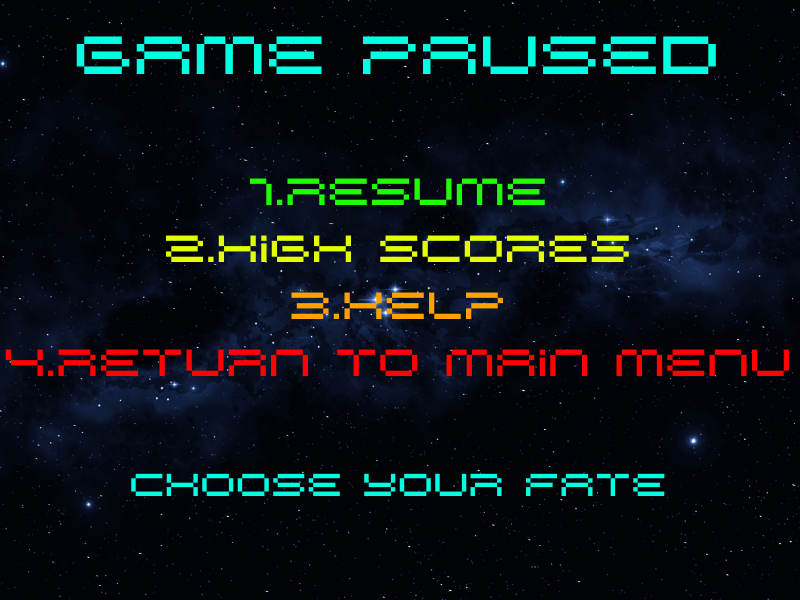 GAME PAUSED
1.RESUME
2.HiGH SCORES
3.HELP
4.RETURN TO MAiN MENU
CHOOSE YOUR FATE